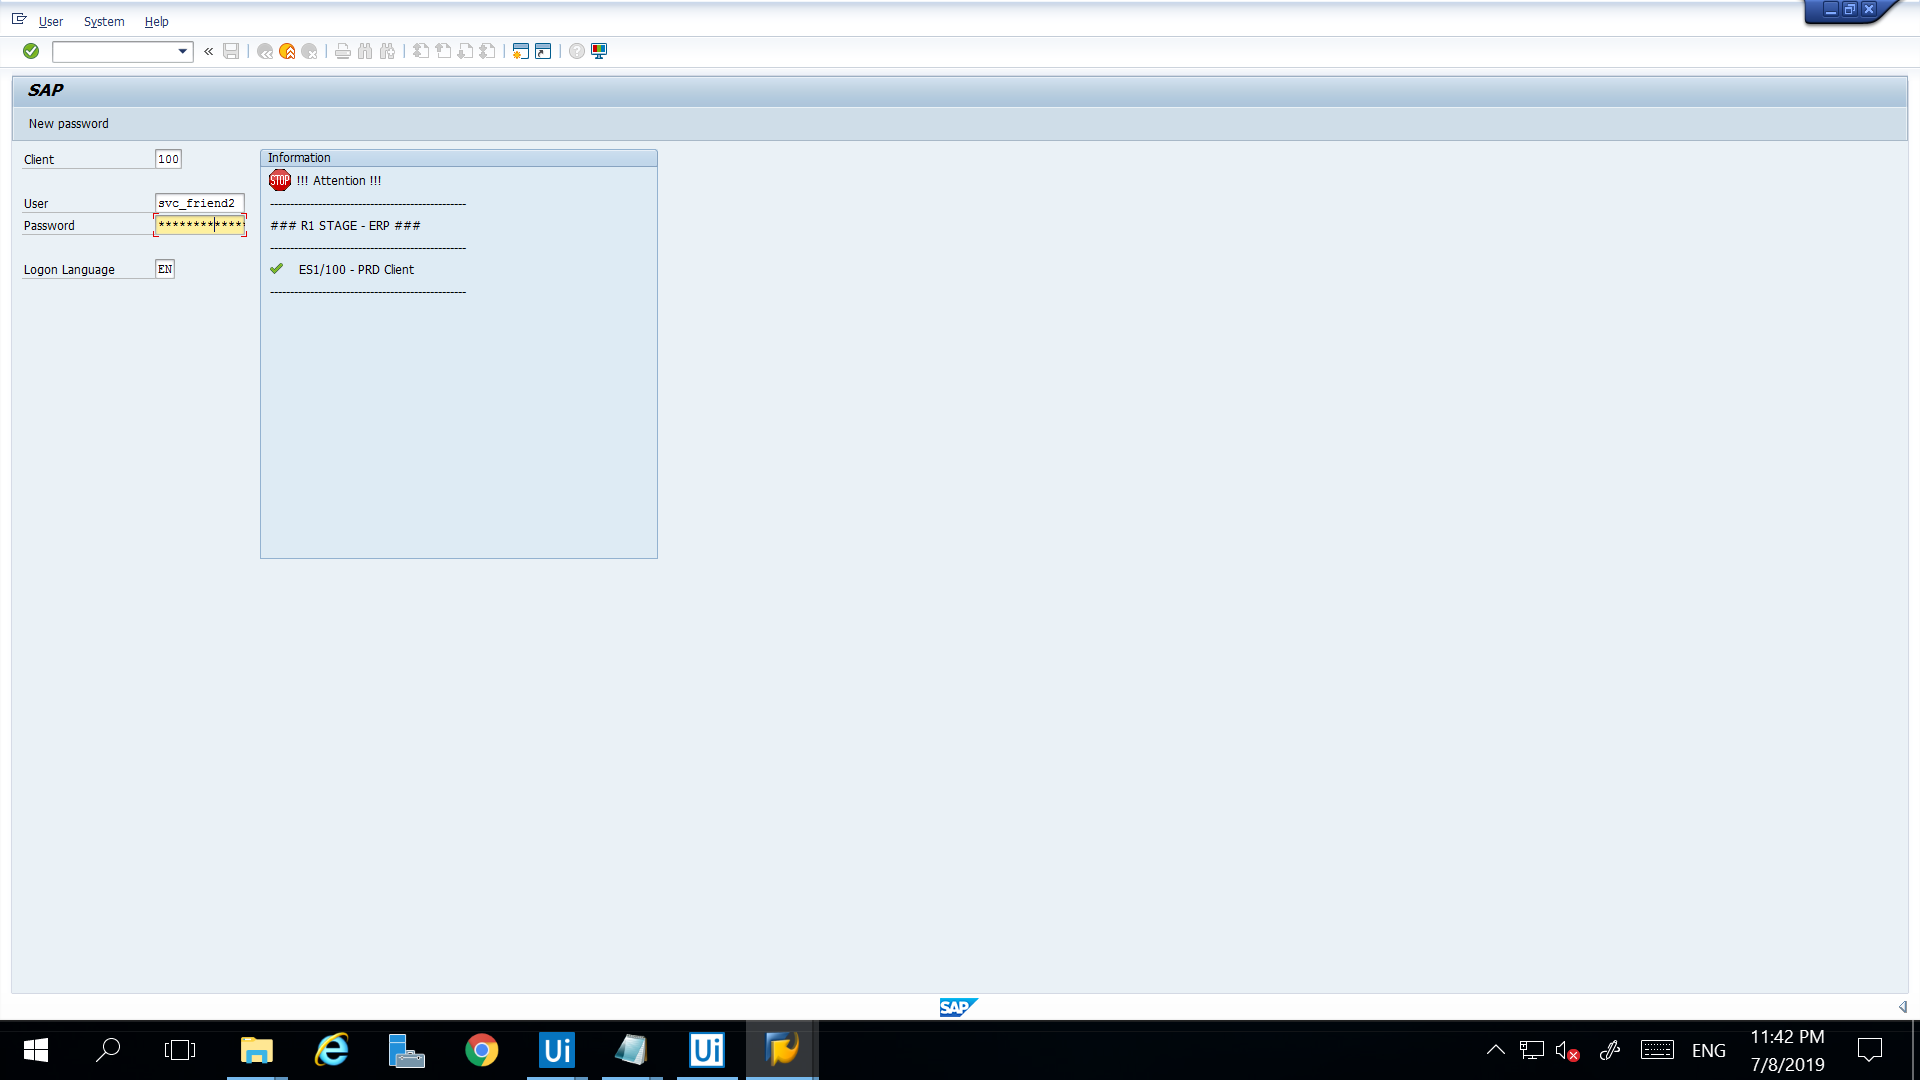 User System Help
SAP
New password
Client 100
User svc_friend2
Password ************
Logon Language EN
Information
STOP !!! Attention !!!
-------------------------------------------------
### R1 STAGE - ERP ###
-------------------------------------------------
ES1/100 - PRD Client
-------------------------------------------------
SAP
Ui
Ui
ENG
11:42 PM
7/8/2019